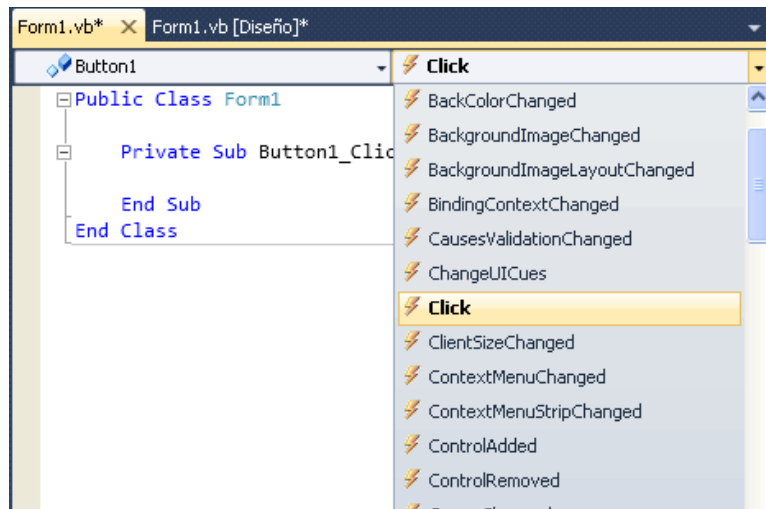 Form1.vb* Form1.vb [Diseño]*
Button1 Click
Public Class Form1
Private Sub Button1_Clic
End Sub
End Class
BackColorChanged
BackgroundImageChanged
BackgroundImageLayoutChanged
BindingContextChanged
CausesValidationChanged
ChangeUICues
Click
ClientSizeChanged
ContextMenuChanged
ContextMenuStripChanged
ControlAdded
ControlRemoved